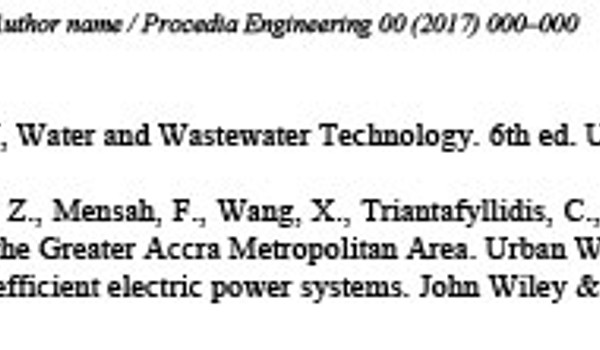 Author name / Procedia Engineering 00 (2017) 000–000
, Water and Wastewater Technology. 6th ed. U
Z., Mensah, F., Wang, X., Triantafyllidis, C.,
he Greater Accra Metropolitan Area. Urban W
efficient electric power systems. John Wiley &